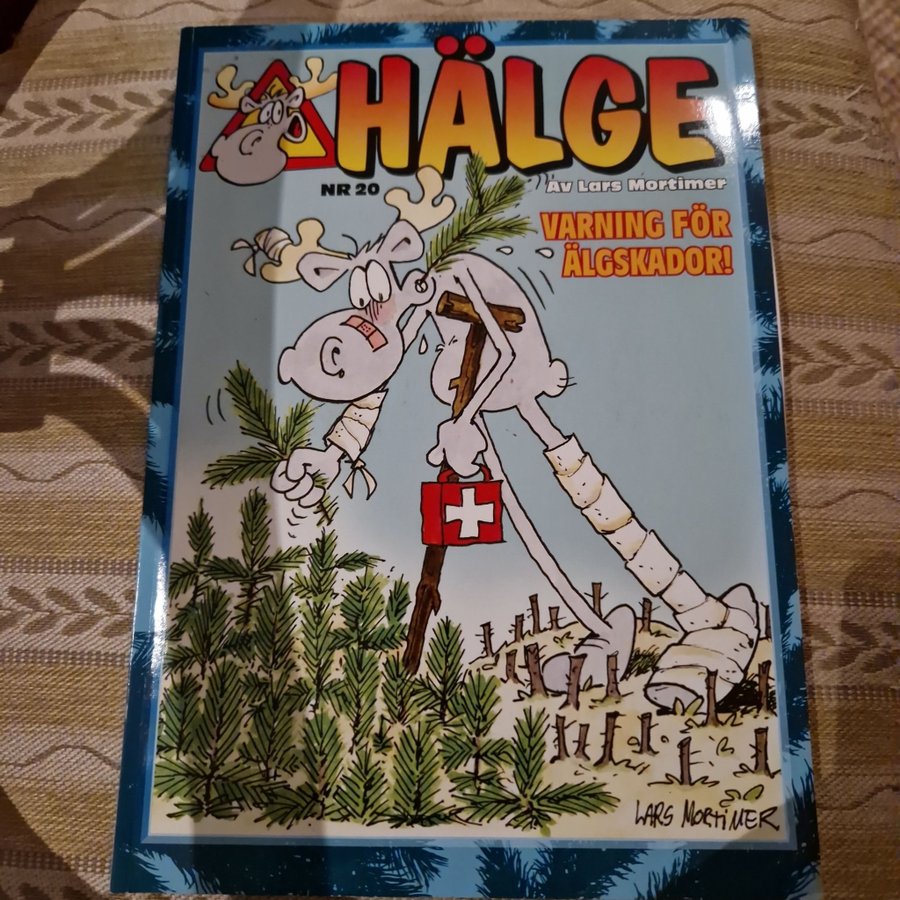 HÄLGE
NR 20
Av Lars Mortimer
VARNING FÖR
ÄLGSKADOR!
LARS MORTIMER